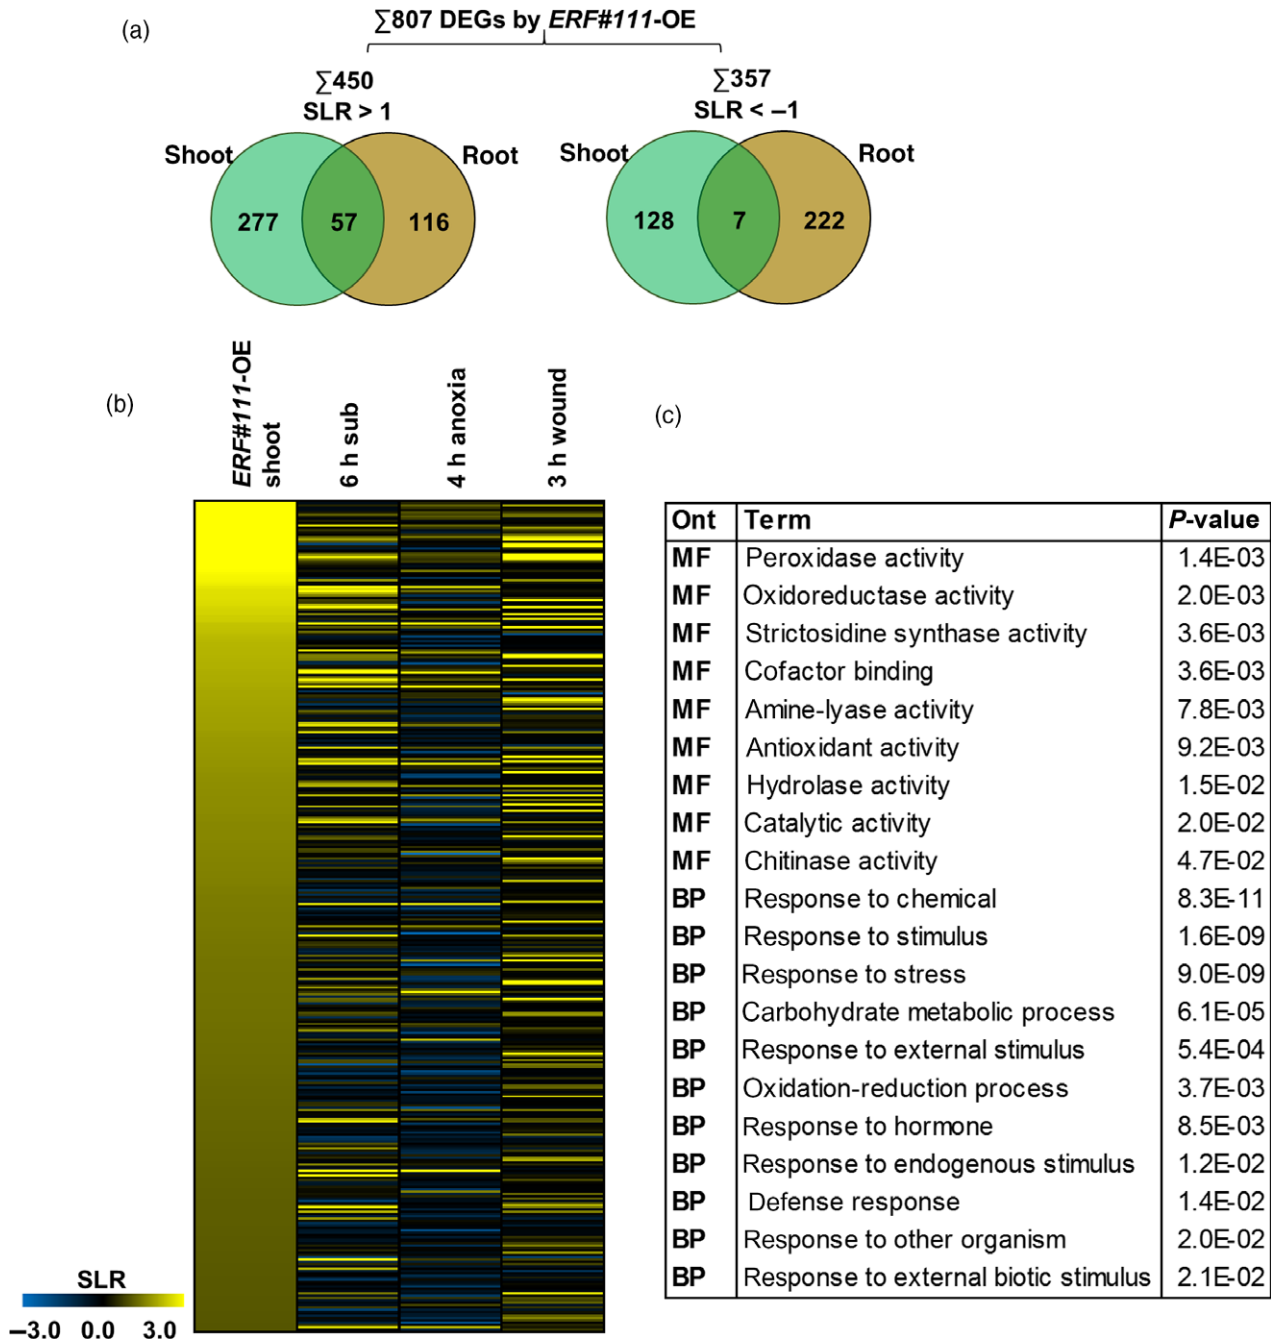 (a)
∑807 DEGs by ERF#111-OE
∑450
SLR > 1
∑357
SLR < –1
Shoot
Root
Shoot
Root
277
57
116
128
7
222
(b)
ERF#111-OE
shoot
6 h sub
4 h anoxia
3 h wound
SLR
–3.0 0.0 3.0
(c)
Ont Term P-value
MF Peroxidase activity 1.4E-03
MF Oxidoreductase activity 2.0E-03
MF Strictosidine synthase activity 3.6E-03
MF Cofactor binding 3.6E-03
MF Amine-lyase activity 7.8E-03
MF Antioxidant activity 9.2E-03
MF Hydrolase activity 1.5E-02
MF Catalytic activity 2.0E-02
MF Chitinase activity 4.7E-02
BP Response to chemical 8.3E-11
BP Response to stimulus 1.6E-09
BP Response to stress 9.0E-09
BP Carbohydrate metabolic process 6.1E-05
BP Response to external stimulus 5.4E-04
BP Oxidation-reduction process 3.7E-03
BP Response to hormone 8.5E-03
BP Response to endogenous stimulus 1.2E-02
BP Defense response 1.4E-02
BP Response to other organism 2.0E-02
BP Response to external biotic stimulus 2.1E-02